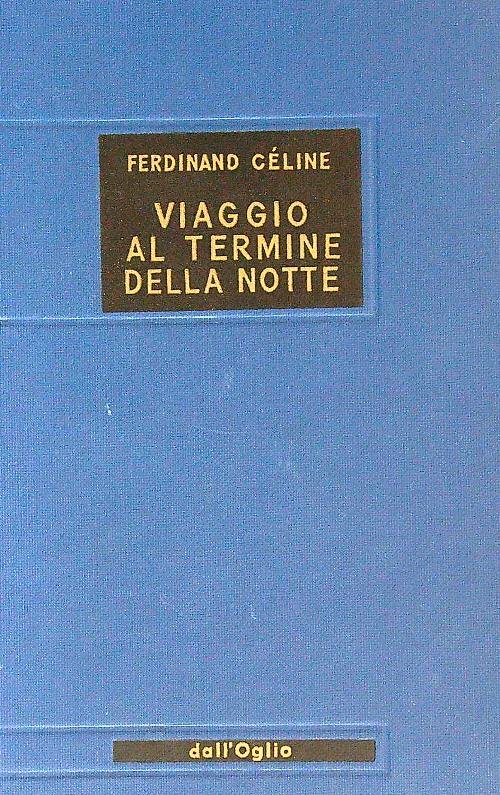 FERDINAND CÉLINE
VIAGGIO
AL TERMINE
DELLA NOTTE
dall'Oglio